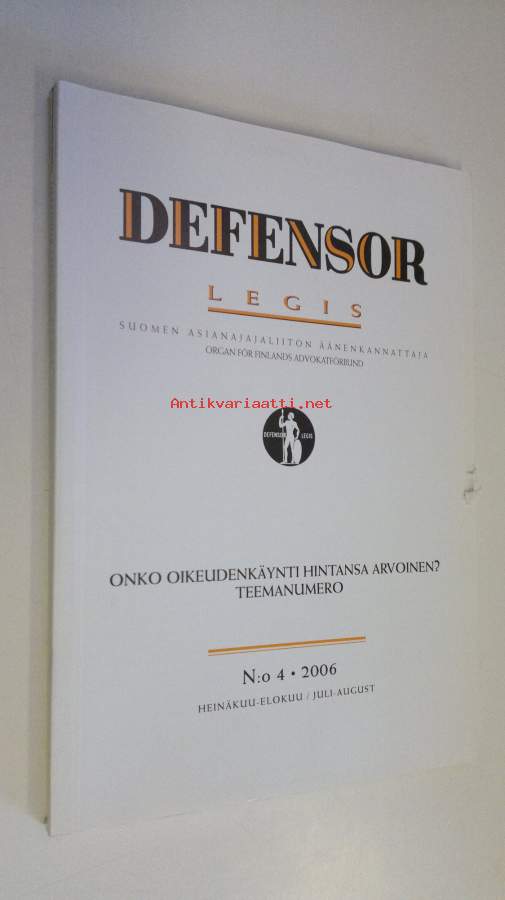 DEFENSOR
LEGIS
SUOMEN ASIANAJAJALIITON ÄÄNENKANNATTAJA
ORGAN FÖR FINLANDS ADVOKATFÖRBUND
Antikvariaatti.net
DEFENSOR LEGIS
ONKO OIKEUDENKÄYNTI HINTANSA ARVOINEN?
TEEMANUMERO
N:o 4 • 2006
HEINÄKUU-ELOKUU / JULI-AUGUST